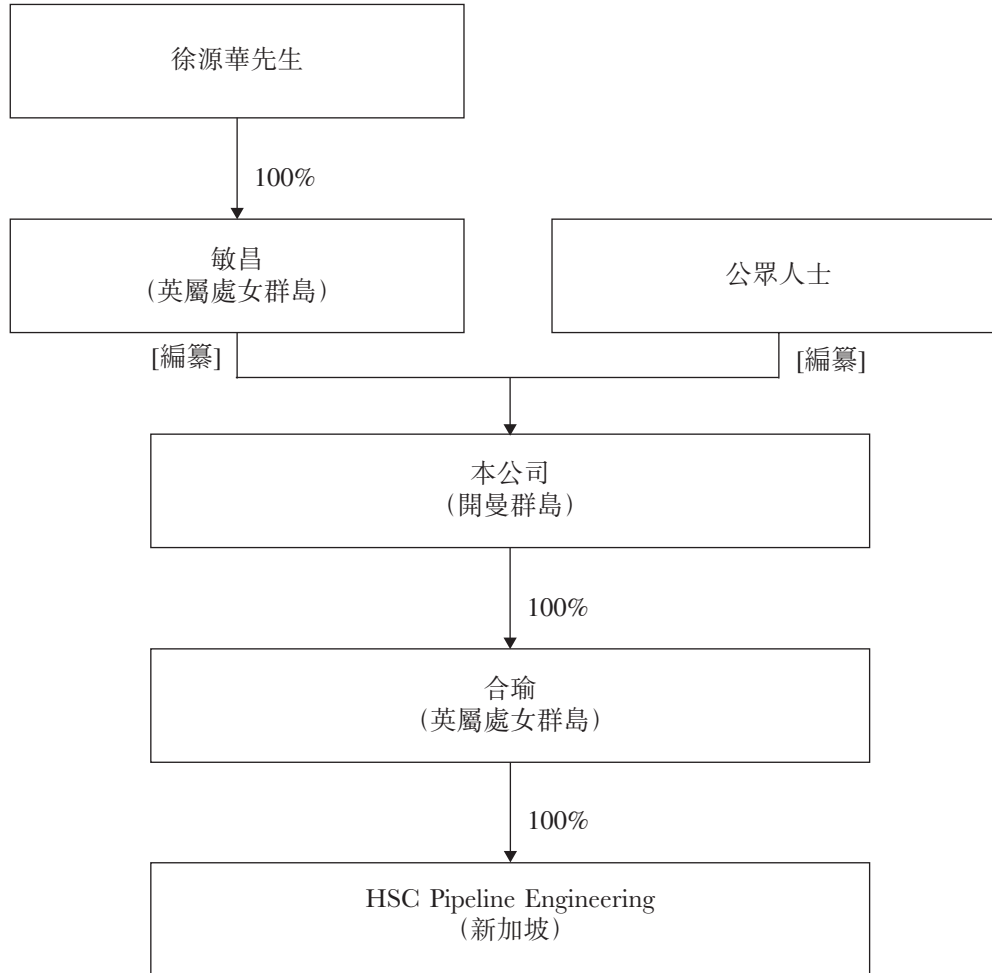 徐源華先生
100%
敏昌
（英屬處女群島）
公眾人士
[編纂]
[編纂]
本公司
（開曼群島）
100%
合瑜
（英屬處女群島）
100%
HSC Pipeline Engineering
（新加坡）